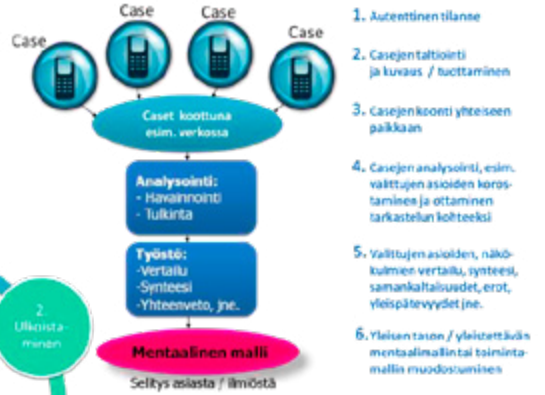 Case
Case
Case
Case
Caset koottuna
esim. verkossa
Analysointi:
- Havainnointi
- Tulkinta
Työstö:
-Vertailu
-Synteesi
-Yhteenveto, jne.
2.
Ulkoista-
minen
Mentaalinen malli
Selitys asiasta / ilmiöstä
1. Autenttinen tilanne
2. Casejen taltiointi
ja kuvaus / tuottaminen
3. Casejen koonti yhteiseen
paikkaan
4. Casejen analysointi, esim.
valittujen asioiden koros-
taminen ja ottaminen
tarkastelun kohteeksi
5. Valittujen asioiden, näkö-
kulmien vertailu, synteesi,
samankaltaisuudet, erot,
yleispätevyydet jne.
6. Yleisen tason / yleistettävän
mentaalimallin tai toiminta-
mallin muodostuminen